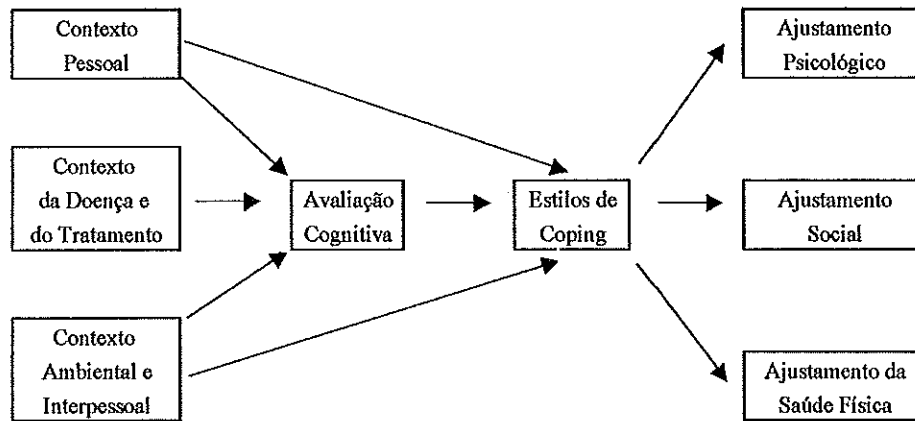 Contexto
Pessoal
Contexto
da Doença e
do Tratamento
Contexto
Ambiental e
Interpessoal
Avaliação
Cognitiva
Estilos de
Coping
Ajustamento
Psicológico
Ajustamento
Social
Ajustamento da
Saúde Física